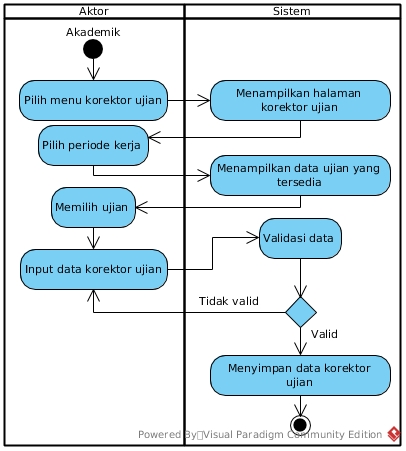 Aktor
Sistem
Akademik
Pilih menu korektor ujian
Menampilkan halaman
korektor ujian
Pilih periode kerja
Menampilkan data ujian yang
tersedia
Memilih ujian
Validasi data
Input data korektor ujian
Tidak valid
Valid
Menyimpan data korektor
ujian
Powered By Visual Paradigm Community Edition